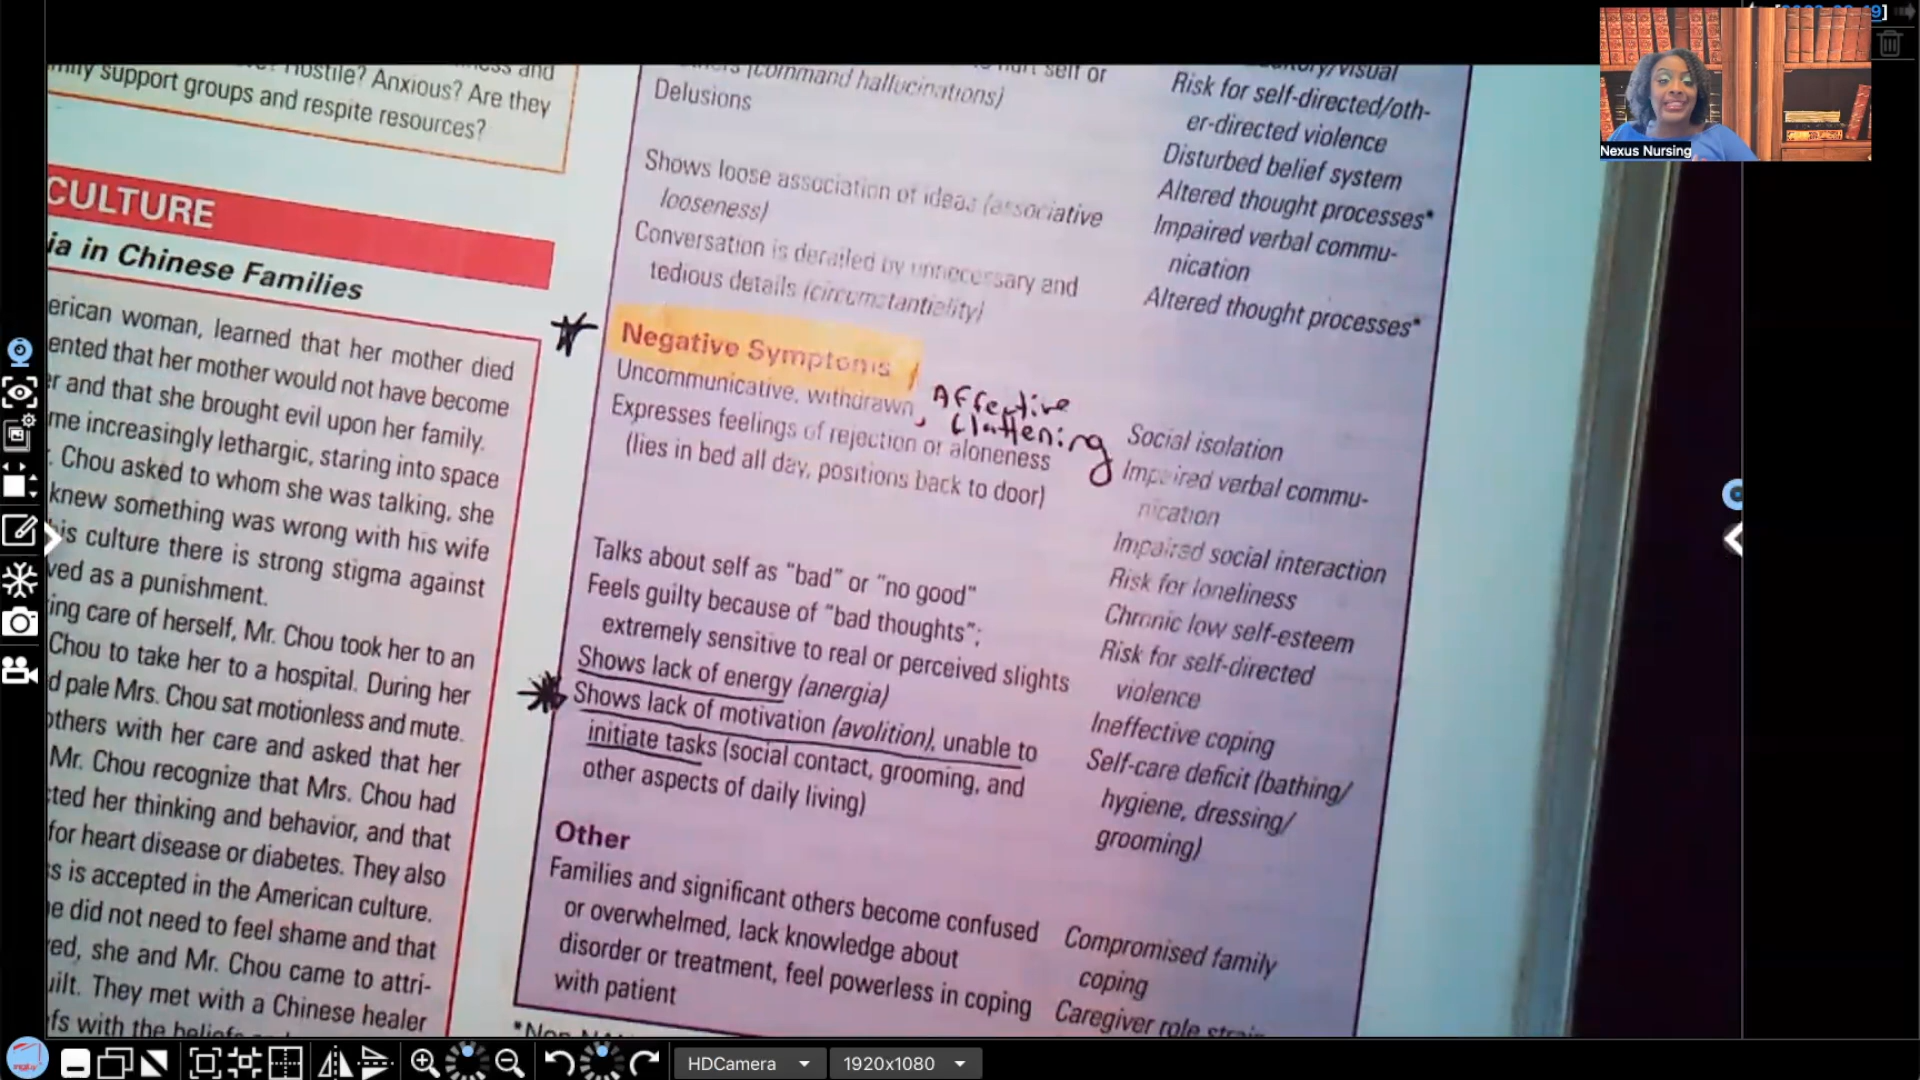 mily support groups and respite resources?
Hostile? Anxious? Are they
CULTURE
ia in Chinese Families
erican woman, learned that her mother died
ented that her mother would not have become
er and that she brought evil upon her family.
me increasingly lethargic, staring into space
. Chou asked to whom she was talking, she
knew something was wrong with his wife
his culture there is strong stigma against
ved as a punishment.
ing care of herself, Mr. Chou took her to an
Chou to take her to a hospital. During her
d pale Mrs. Chou sat motionless and mute.
others with her care and asked that her
Mr. Chou recognize that Mrs. Chou had
cted her thinking and behavior, and that
for heart disease or diabetes. They also
s is accepted in the American culture.
e did not need to feel shame and that
ved, she and Mr. Chou came to attri-
uilt. They met with a Chinese healer
(command hallucinations)
Delusions
Shows loose association of ideas (associative
looseness)
Conversation is derailed by unnecessary and
tedious details (circumstantiality)
Negative Symptoms
Uncommunicative, withdrawn
, Affective
Expresses feelings of rejection or aloneness
(lies in bed all day, positions back to door)
Talks about self as "bad" or "no good"
Feels guilty because of "bad thoughts";
extremely sensitive to real or perceived slights
Shows lack of energy (anergia)
Shows lack of motivation (avolition), unable to
initiate tasks (social contact, grooming, and
other aspects of daily living)
Other
Families and significant others become confused
or overwhelmed, lack knowledge about
disorder or treatment, feel powerless in coping
with patient
Risk for self-directed/oth-
er-directed violence
Disturbed belief system
Altered thought processes*
Impaired verbal commu-
nication
Altered thought processes*
Social isolation
Impaired verbal commu-
nication
Impaired social interaction
Risk for loneliness
Chronic low self-esteem
Risk for self-directed
violence
Ineffective coping
Self-care deficit (bathing/
hygiene, dressing/
grooming)
Compromised family
coping
Caregiver role
Nexus Nursing
HDCamera
1920x1080